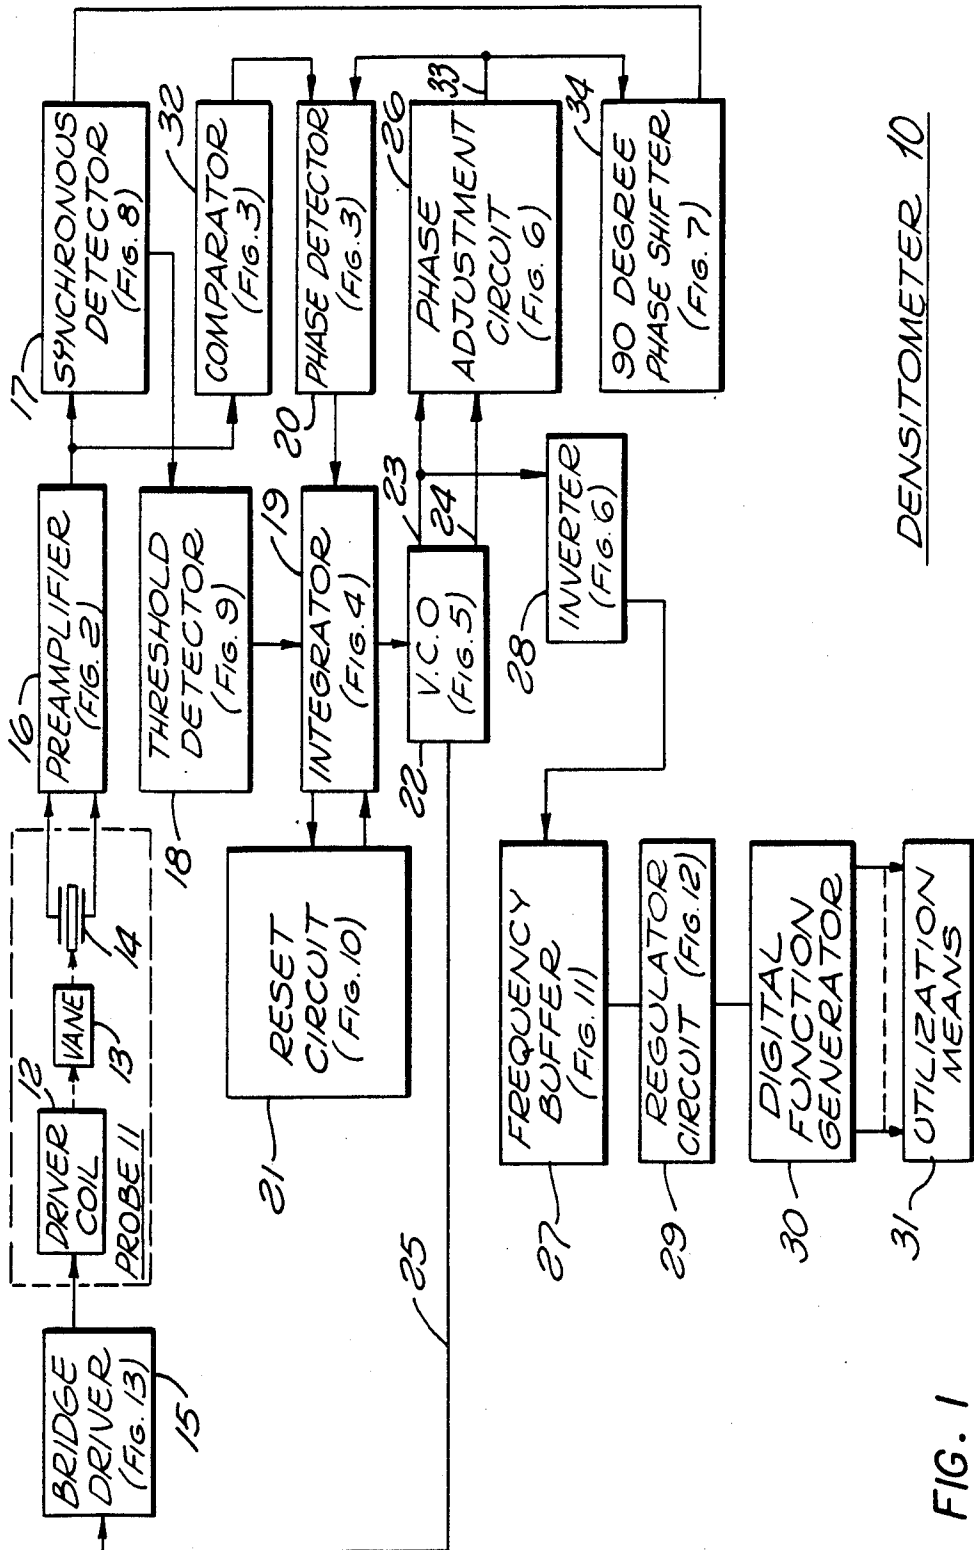 BRIDGE
DRIVER
(FIG. 13)
15
DRIVER
COIL
12
PROBE 11
VANE
13
14
16
PREAMPLIFIER
(FIG. 2)
17
SYNCHRONOUS
DETECTOR
(FIG. 8)
THRESHOLD
DETECTOR
(FIG. 9)
18
COMPARATOR
(FIG. 3)
32
RESET
CIRCUIT
(FIG. 10)
21
INTEGRATOR
(FIG. 4)
19
PHASE DETECTOR
(FIG. 3)
20
V.C.O
(FIG. 5)
22
23
24
25
PHASE
ADJUSTMENT
CIRCUIT
(FIG. 6)
26
33
INVERTER
(FIG. 6)
28
90 DEGREE
PHASE SHIFTER
(FIG. 7)
34
FREQUENCY
BUFFER
(FIG. 11)
27
REGULATOR
CIRCUIT (FIG. 12)
29
DIGITAL
FUNCTION
GENERATOR
30
UTILIZATION
MEANS
31
DENSITOMETER 10
FIG. 1